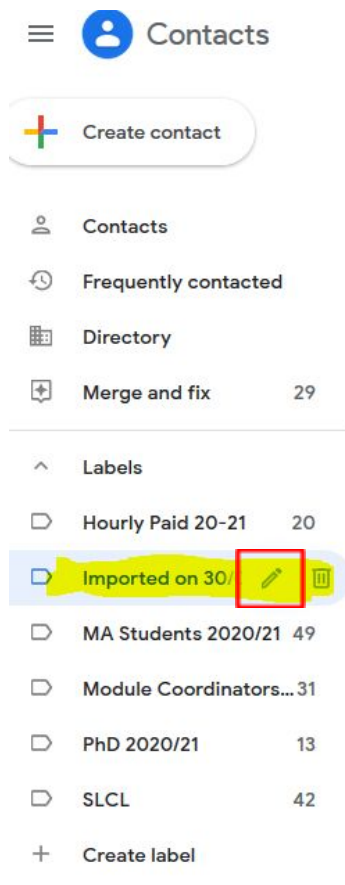 Contacts
Create contact
Contacts
Frequently contacted
Directory
Merge and fix 29
Labels
Hourly Paid 20-21 20
Imported on 30/
MA Students 2020/21 49
Module Coordinators... 31
PhD 2020/21 13
SLCL 42
Create label